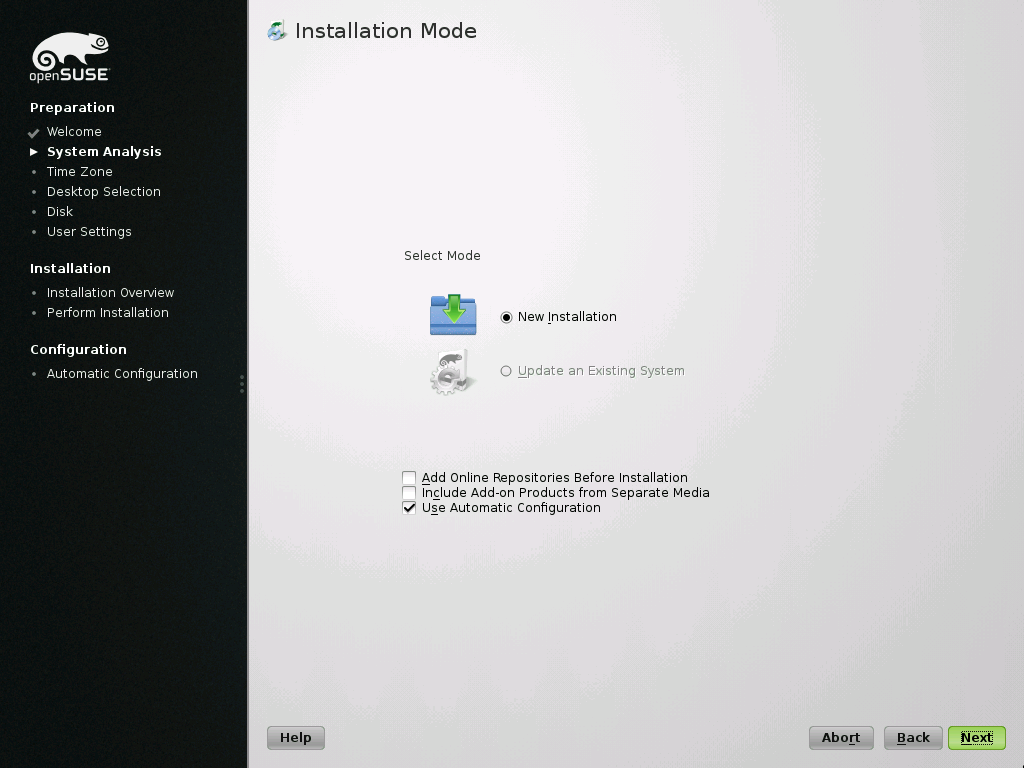 openSUSE
Preparation
Welcome
System Analysis
Time Zone
Desktop Selection
Disk
User Settings
Installation
Installation Overview
Perform Installation
Configuration
Automatic Configuration
Installation Mode
Select Mode
New Installation
Update an Existing System
Add Online Repositories Before Installation
Include Add-on Products from Separate Media
Use Automatic Configuration
Help
Abort
Back
Next